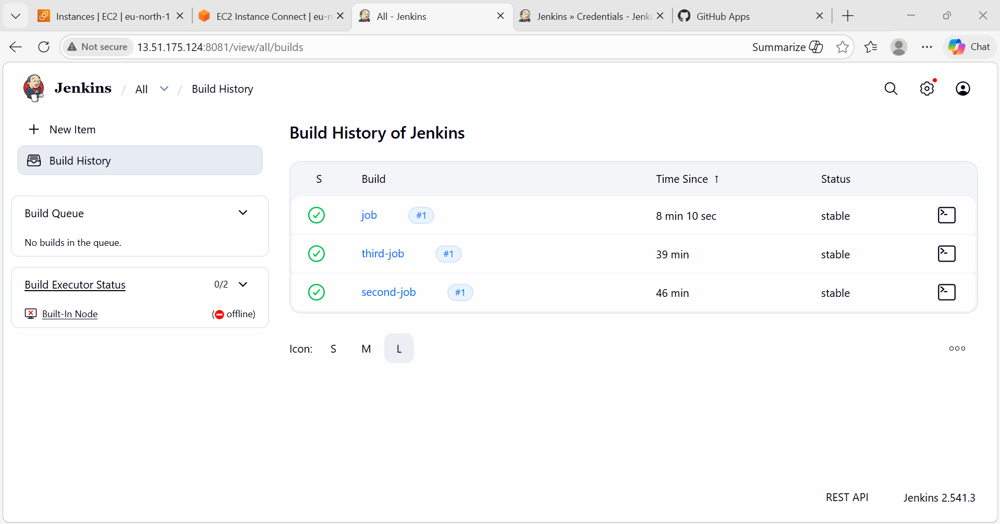 Instances | EC2 | eu-north-1
EC2 Instance Connect | eu-n
All - Jenkins
Jenkins » Credentials - Jenki
GitHub Apps
Not secure
13.51.175.124:8081/view/all/builds
Summarize
Chat
Jenkins / All / Build History
New Item
Build History
Build Queue
No builds in the queue.
Build Executor Status 0/2
Built-In Node (offline)
Build History of Jenkins
S Build Time Since ↑ Status
job #1 8 min 10 sec stable
third-job #1 39 min stable
second-job #1 46 min stable
Icon: S M L
REST API Jenkins 2.541.3